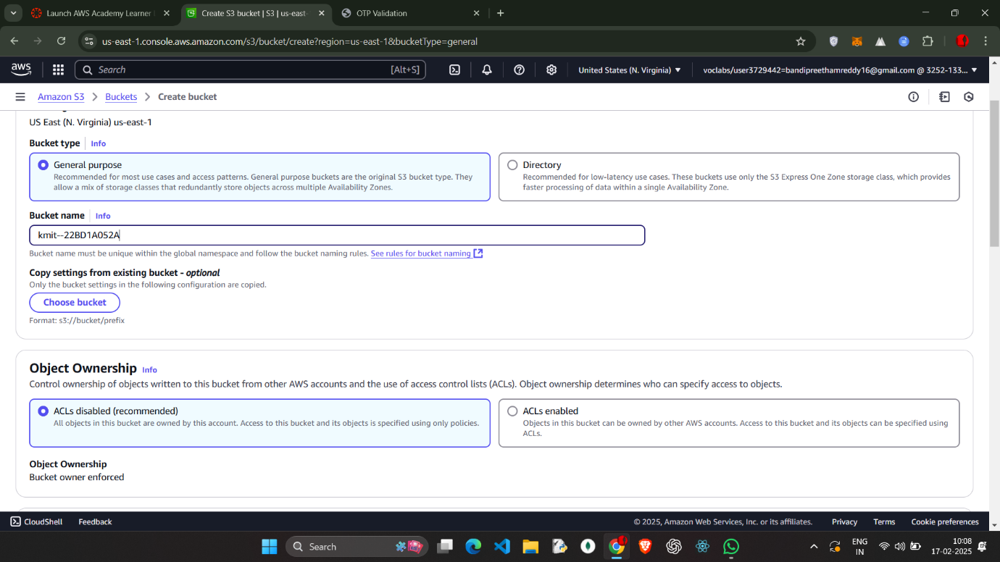 Launch AWS Academy Learner
Create S3 bucket | S3 | us-east-
OTP Validation
us-east-1.console.aws.amazon.com/s3/bucket/create?region=us-east-1&bucketType=general
aws
Search
[Alt+S]
United States (N. Virginia)
voclabs/user3729442=bandipreethamreddy16@gmail.com @ 3252-133...
Amazon S3
Buckets
Create bucket
US East (N. Virginia) us-east-1
Bucket type
Info
General purpose
Recommended for most use cases and access patterns. General purpose buckets are the original S3 bucket type. They
allow a mix of storage classes that redundantly store objects across multiple Availability Zones.
Directory
Recommended for low-latency use cases. These buckets use only the S3 Express One Zone storage class, which provides
faster processing of data within a single Availability Zone.
Bucket name
Info
kmit--22BD1A052A
Bucket name must be unique within the global namespace and follow the bucket naming rules. See rules for bucket naming
Copy settings from existing bucket - optional
Only the bucket settings in the following configuration are copied.
Choose bucket
Format: s3://bucket/prefix
Object Ownership
Info
Control ownership of objects written to this bucket from other AWS accounts and the use of access control lists (ACLs). Object ownership determines who can specify access to objects.
ACLs disabled (recommended)
All objects in this bucket are owned by this account. Access to this bucket and its objects is specified using only policies.
ACLs enabled
Objects in this bucket can be owned by other AWS accounts. Access to this bucket and its objects can be specified using
ACLs.
Object Ownership
Bucket owner enforced
CloudShell
Feedback
© 2025, Amazon Web Services, Inc. or its affiliates.
Privacy
Terms
Cookie preferences
Search
ENG
IN
10:08
17-02-2025